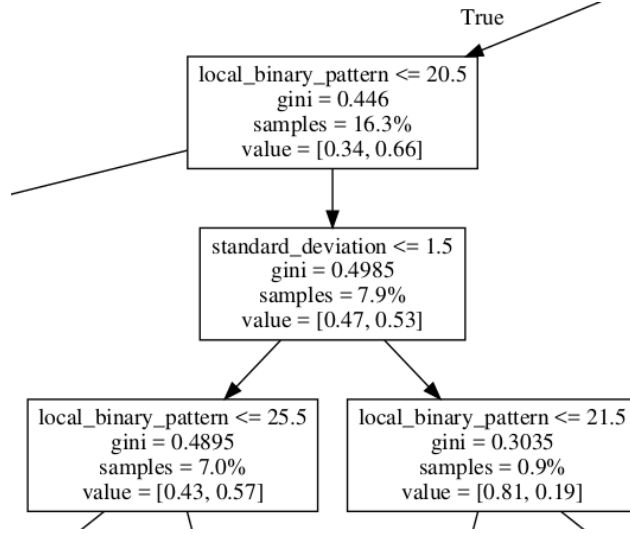 True
local_binary_pattern <= 20.5
gini = 0.446
samples = 16.3%
value = [0.34, 0.66]
standard_deviation <= 1.5
gini = 0.4985
samples = 7.9%
value = [0.47, 0.53]
local_binary_pattern <= 25.5
gini = 0.4895
samples = 7.0%
value = [0.43, 0.57]
local_binary_pattern <= 21.5
gini = 0.3035
samples = 0.9%
value = [0.81, 0.19]